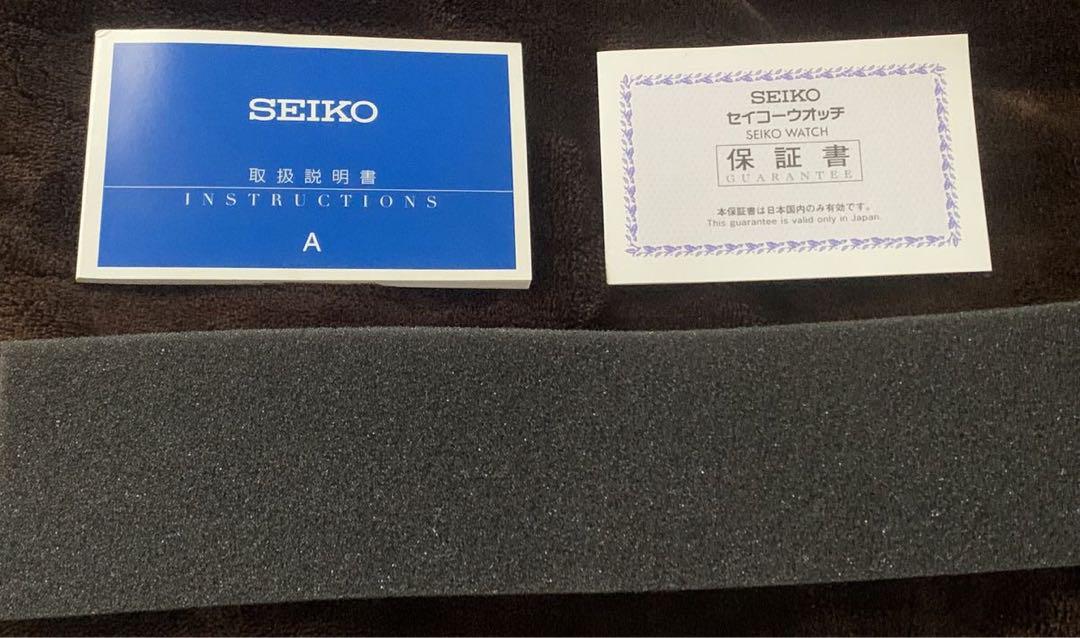 SEIKO
取扱説明書
INSTRUCTIONS
A
SEIKO
セイコーウオッチ
SEIKO WATCH
保証書
GUARANTEE
本保証書は日本国内のみ有効です。
This guarantee is valid only in Japan.